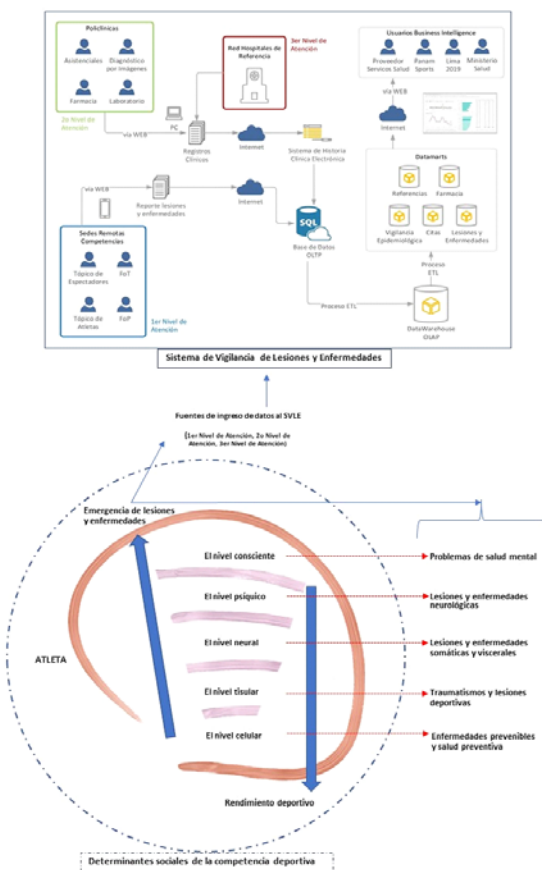 Policlínicas
Asistenciales
Diagnóstico
por Imágenes
Farmacia
Laboratorio
2o Nivel de
Atención
Red Hospitales de
Referencia
3er Nivel de
Atención
Usuarios Business Intelligence
Proveedor
Servicios Salud
Panam
Sports
Lima
2019
Ministerio
Salud
vía WEB
Internet
PC
vía WEB
Registros
Clínicos
Internet
Sistema de Historia
Clínica Electrónica
Datamarts
Referencias
Farmacia
Vigilancia
Epidemiológico
Citas
Lesiones y
Enfermedades
vía WEB
Reporte lesiones
y enfermedades
Internet
SQL
Base de Datos
OLTP
Proceso
ETL
Proceso ETL
DataWarehouse
OLAP
Sedes Remotas
Competencias
Tópico de
Espectadores
FoT
Tópico de
Atletas
FoP
1er Nivel de
Atención
Sistema de Vigilancia de Lesiones y Enfermedades
Fuentes de ingreso de datos al SVLE
(1er Nivel de Atención, 2o Nivel de
Atención, 3er Nivel de Atención)
Emergencia de lesiones
y enfermedades
El nivel consciente
Problemas de salud mental
El nivel psíquico
Lesiones y enfermedades
neurológicas
El nivel neural
Lesiones y enfermedades
somáticas y viscerales
ATLETA
El nivel tisular
Traumatismos y lesiones
deportivas
El nivel celular
Enfermedades prevenibles
y salud preventiva
Rendimiento deportivo
Determinantes sociales de la competencia deportiva